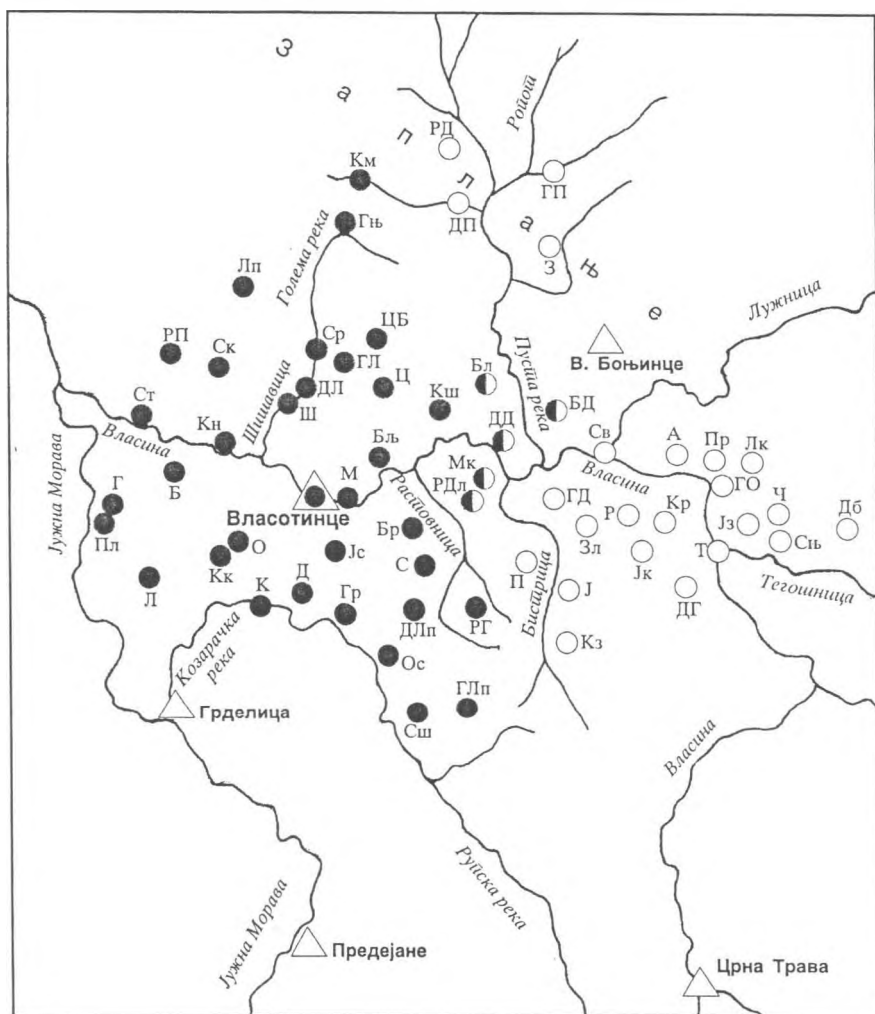 Заплање
РД
Ројош
Км
ГП
ДП
Гњ
З
Голема река
Лп
Лужница
РП
Ск
Ср
ЦБ
ГЛ
В. Боњинце
Ц
Бл
Пуста река
ДЛ
БД
Ст
Шишавица
Ш
Кш
ДД
Кн
Св
А
Пр
Лк
Јужна Морава
Власина
Бљ
Мк
Власина
ГО
Б
М
РДл
ГД
Г
Власотинце
Растовница
Р
Кр
Јз
Ч
Дб
Пл
О
Бр
Зл
Сњ
Кк
Јс
С
П
Јк
Т
Л
К
Д
Гр
Бистрица
Ј
ДГ
Тегошница
ДЛп
РГ
Козарачка
река
Ос
Кз
Грделица
ГЛп
Сш
Власина
Рупска река
Јужна Морава
Предејане
Црна Трава